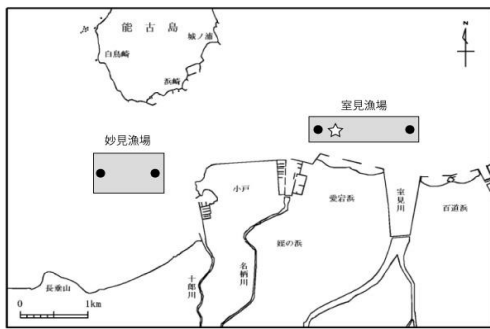 能古島
N
城ノ浦
白鳥崎
浜崎
室見漁場
妙見漁場
小戸
愛宕浜
室見川
百道浜
名柄川
姪の浜
十郎川
長垂山
0 1km